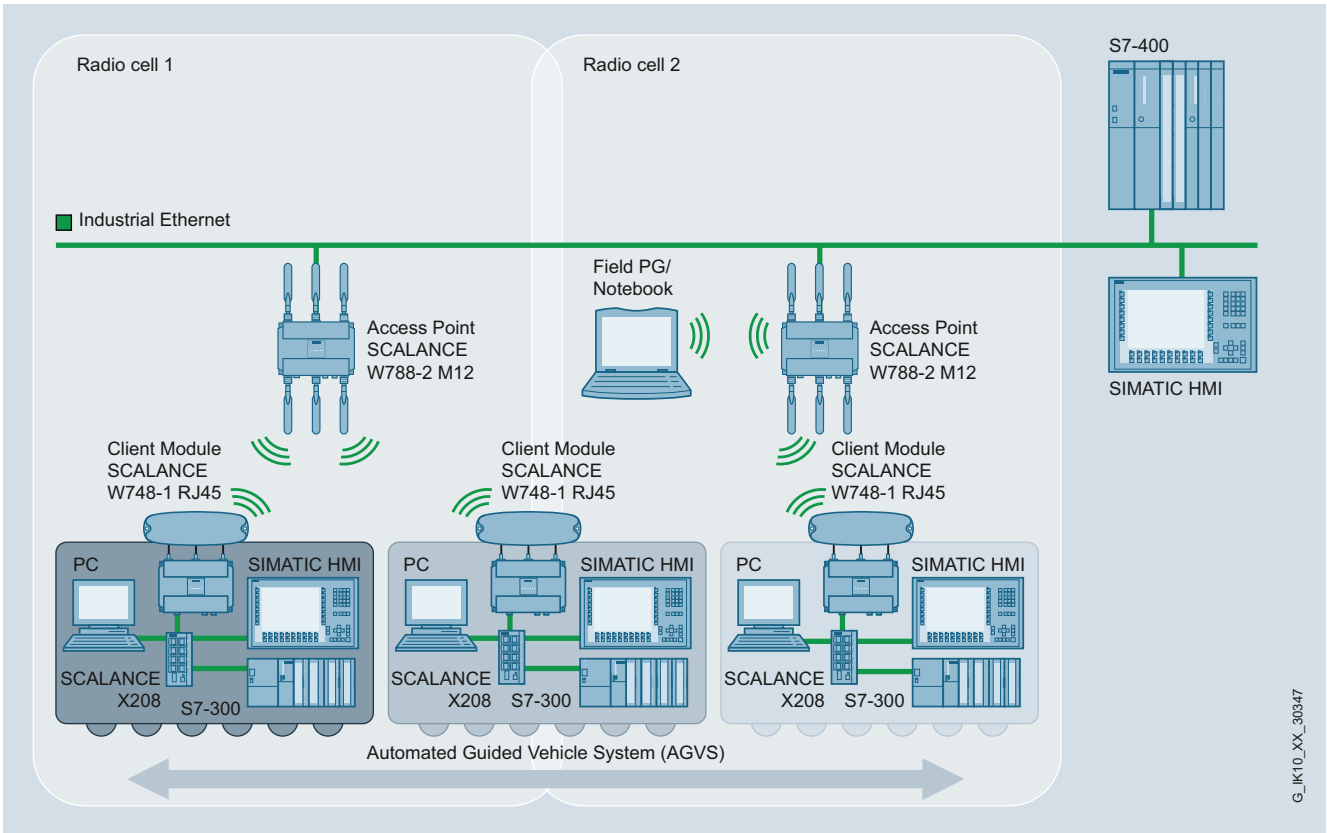 Radio cell 1
Radio cell 2
S7-400
Industrial Ethernet
Field PG/
Notebook
Access Point
SCALANCE
W788-2 M12
Access Point
SCALANCE
W788-2 M12
SIMATIC HMI
Client Module
SCALANCE
W748-1 RJ45
Client Module
SCALANCE
W748-1 RJ45
Client Module
SCALANCE
W748-1 RJ45
PC
SIMATIC HMI
SCALANCE
X208
S7-300
PC
SIMATIC HMI
SCALANCE
X208
S7-300
PC
SIMATIC HMI
SCALANCE
X208
S7-300
Automated Guided Vehicle System (AGVS)
G_IK10_XX_30347